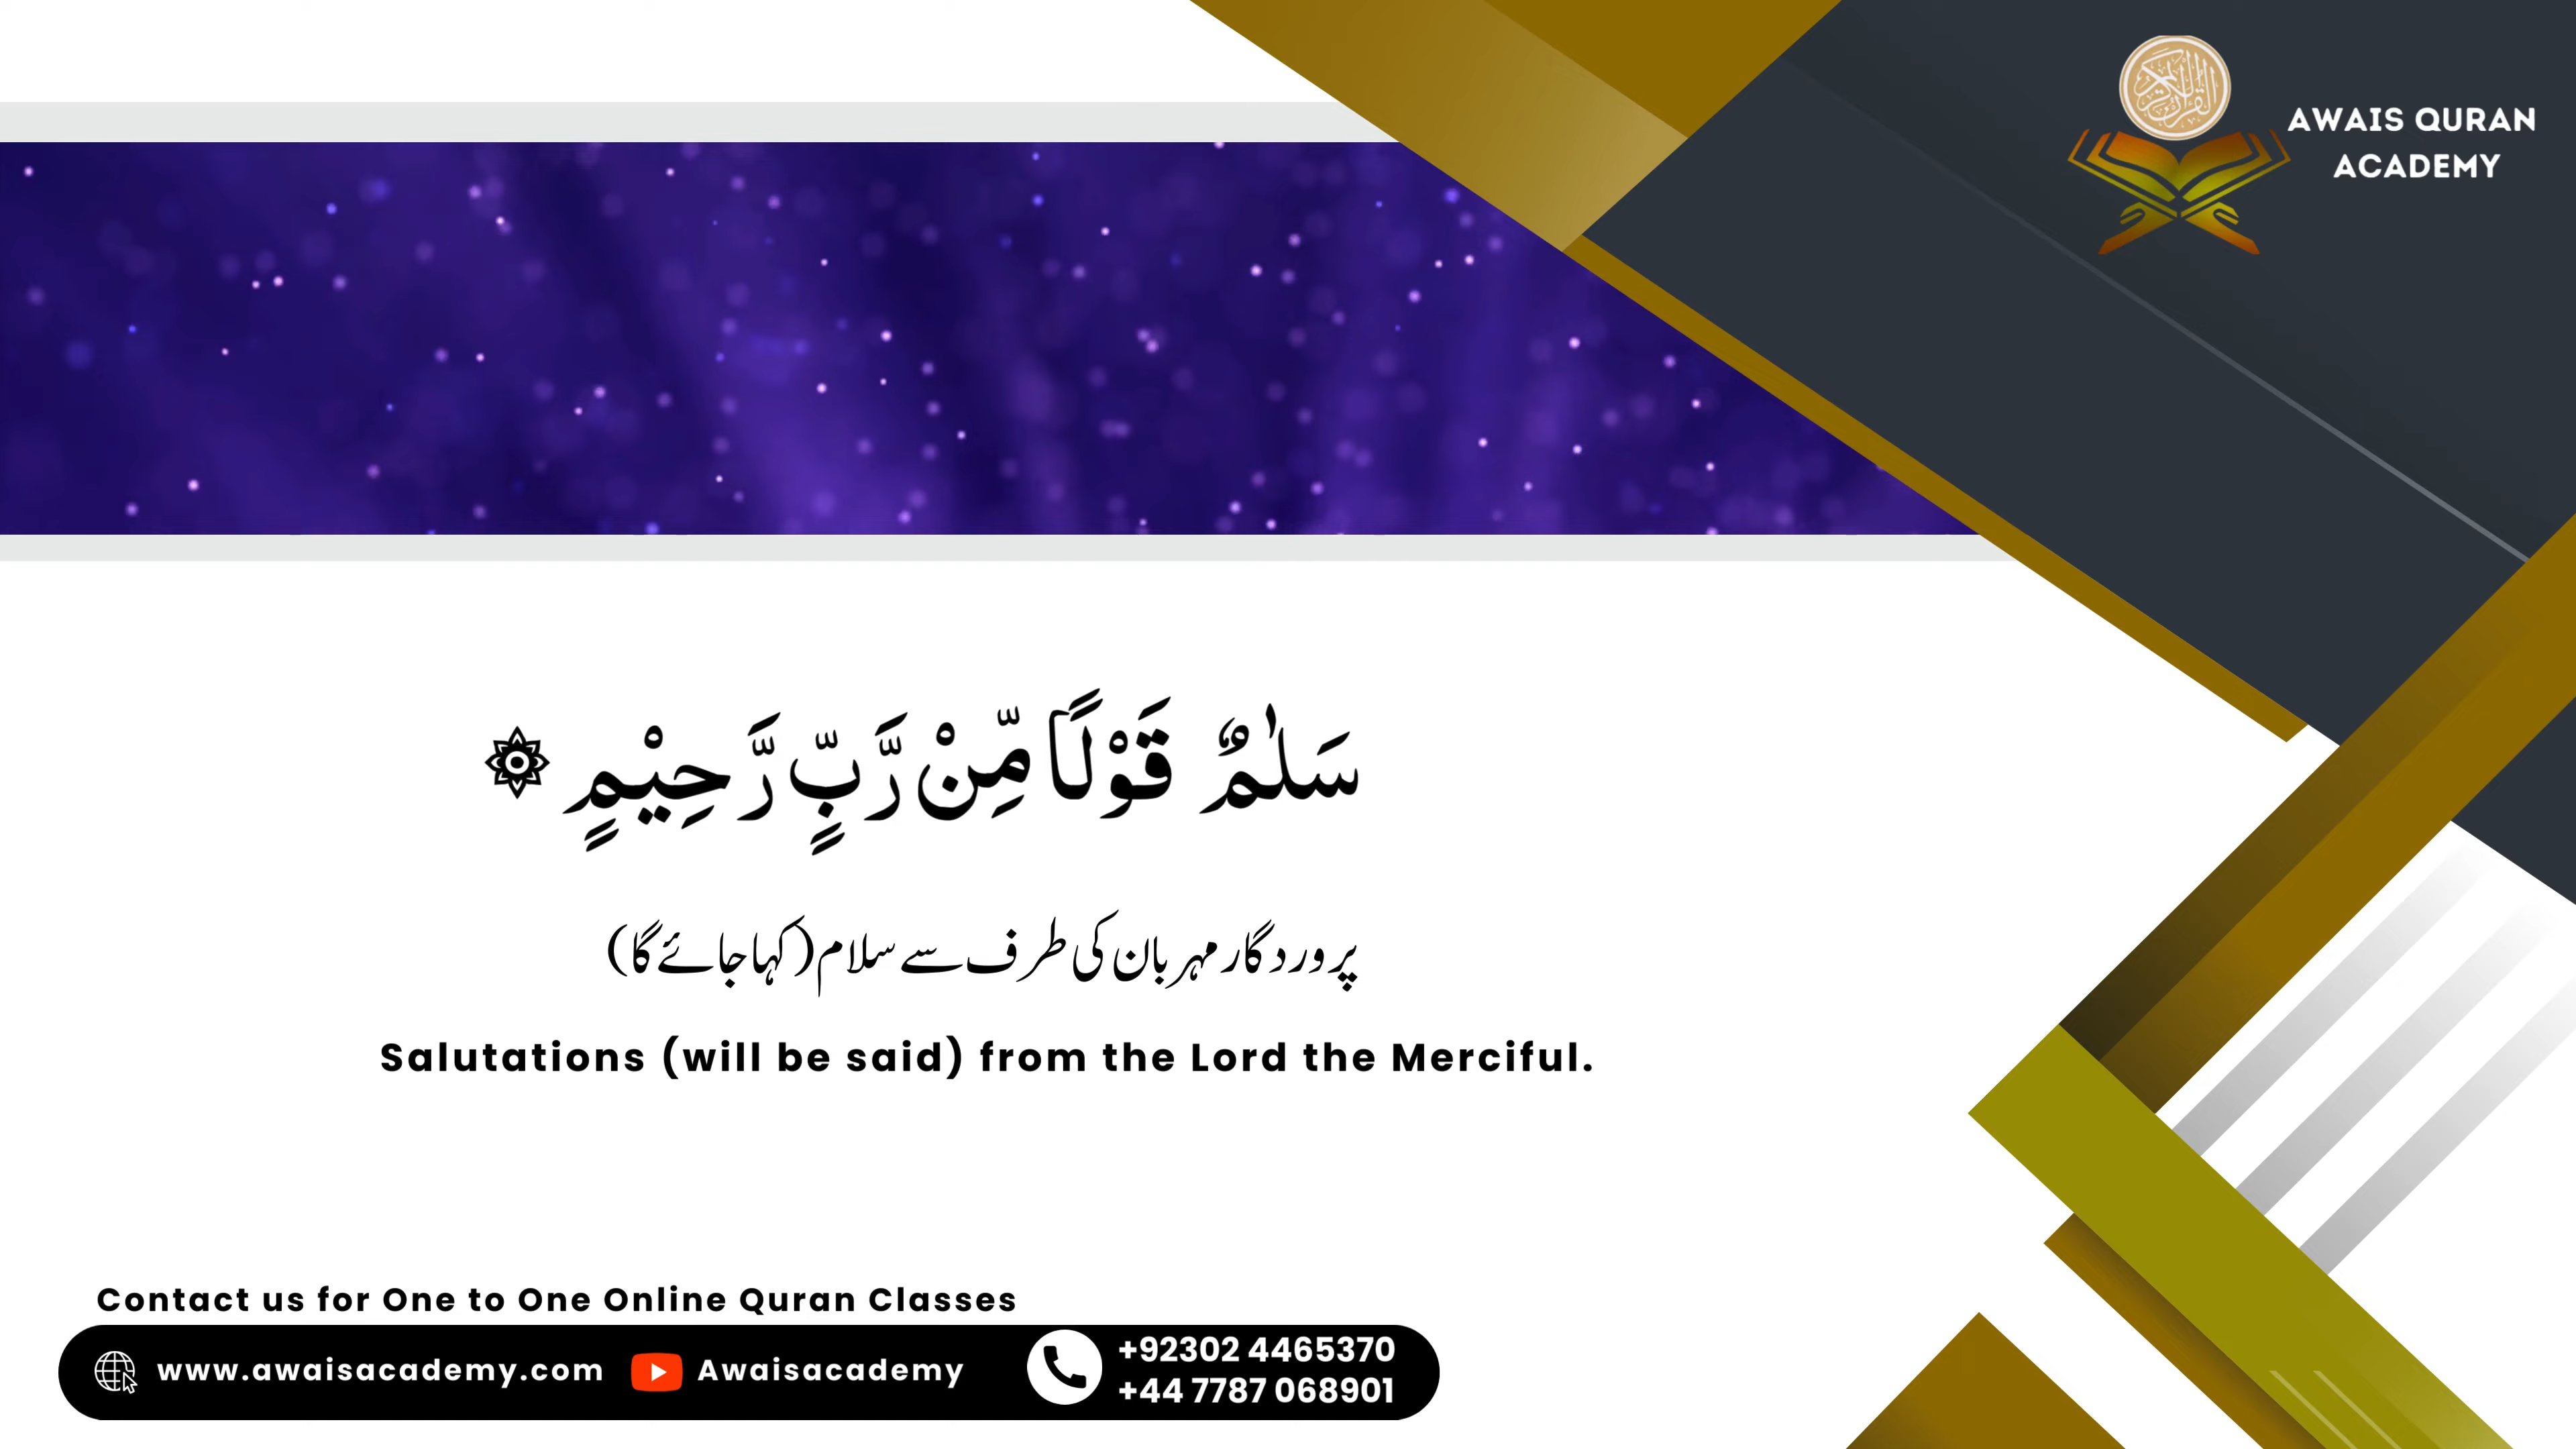 AWAIS QURAN
ACADEMY
سَلٰمٌ ۟ قَوْلًا مِّنْ رَّبٍّ رَّحِیْمٍ ۞
پروردگار مہربان کی طرف سے سلام (کہا جائے گا)
Salutations (will be said) from the Lord the Merciful.
Contact us for One to One Online Quran Classes
www.awaisacademy.com Awaisacademy
+92302 4465370
+44 7787 068901